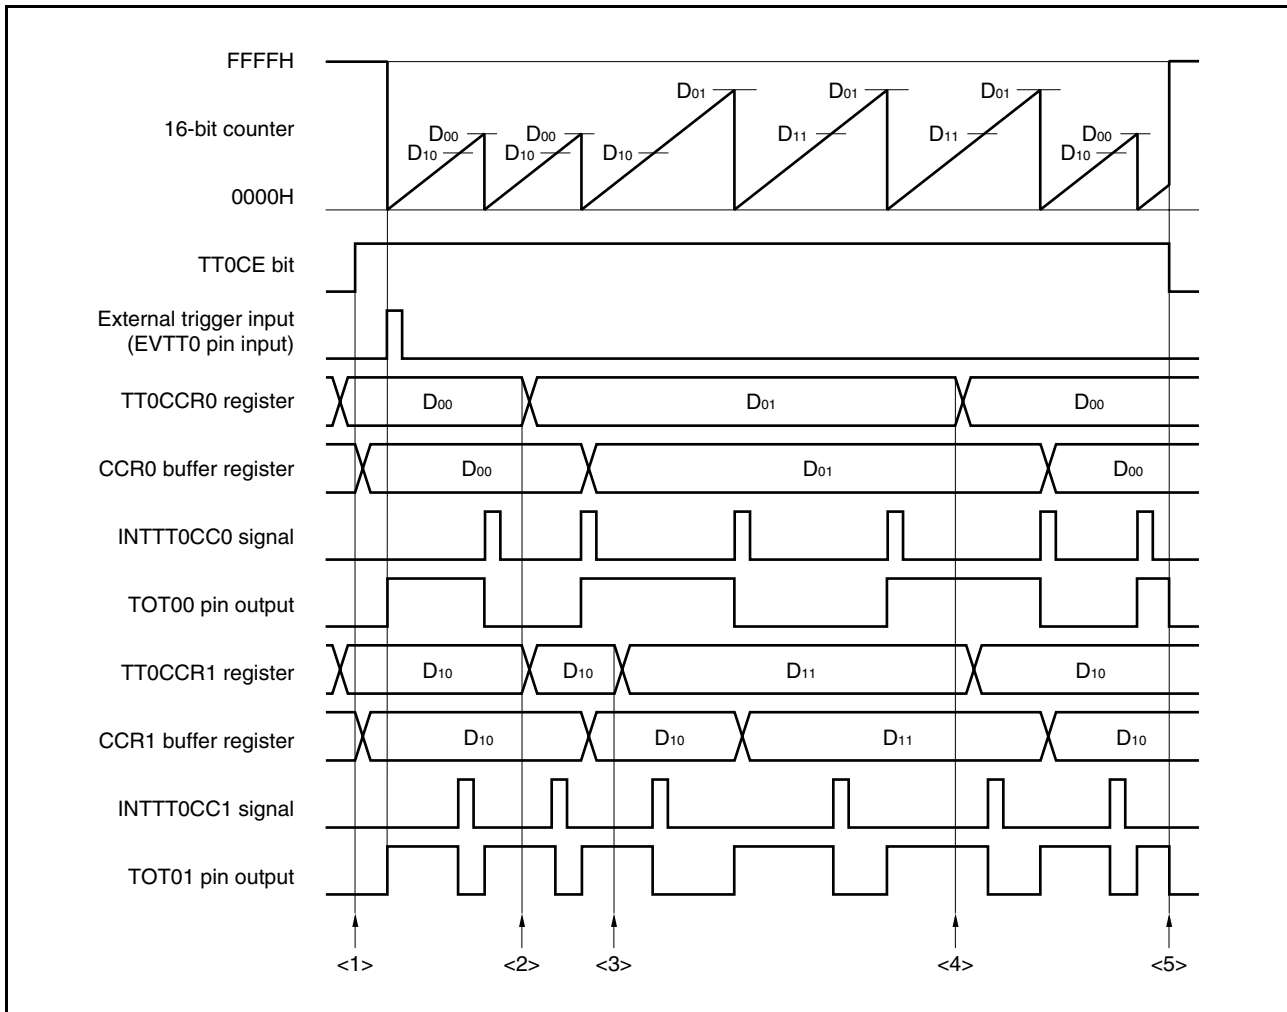 FFFFH
D01 D01 D01
16-bit counter
D00 D00 D11 D11 D00
D10 D10 D10 D10
0000H
TT0CE bit
External trigger input
(EVTT0 pin input)
TT0CCR0 register D00 D01 D00
CCR0 buffer register D00 D01 D00
INTTT0CC0 signal
TOT00 pin output
TT0CCR1 register D10 D10 D11 D10
CCR1 buffer register D10 D10 D11 D10
INTTT0CC1 signal
TOT01 pin output
<1> <2> <3> <4> <5>